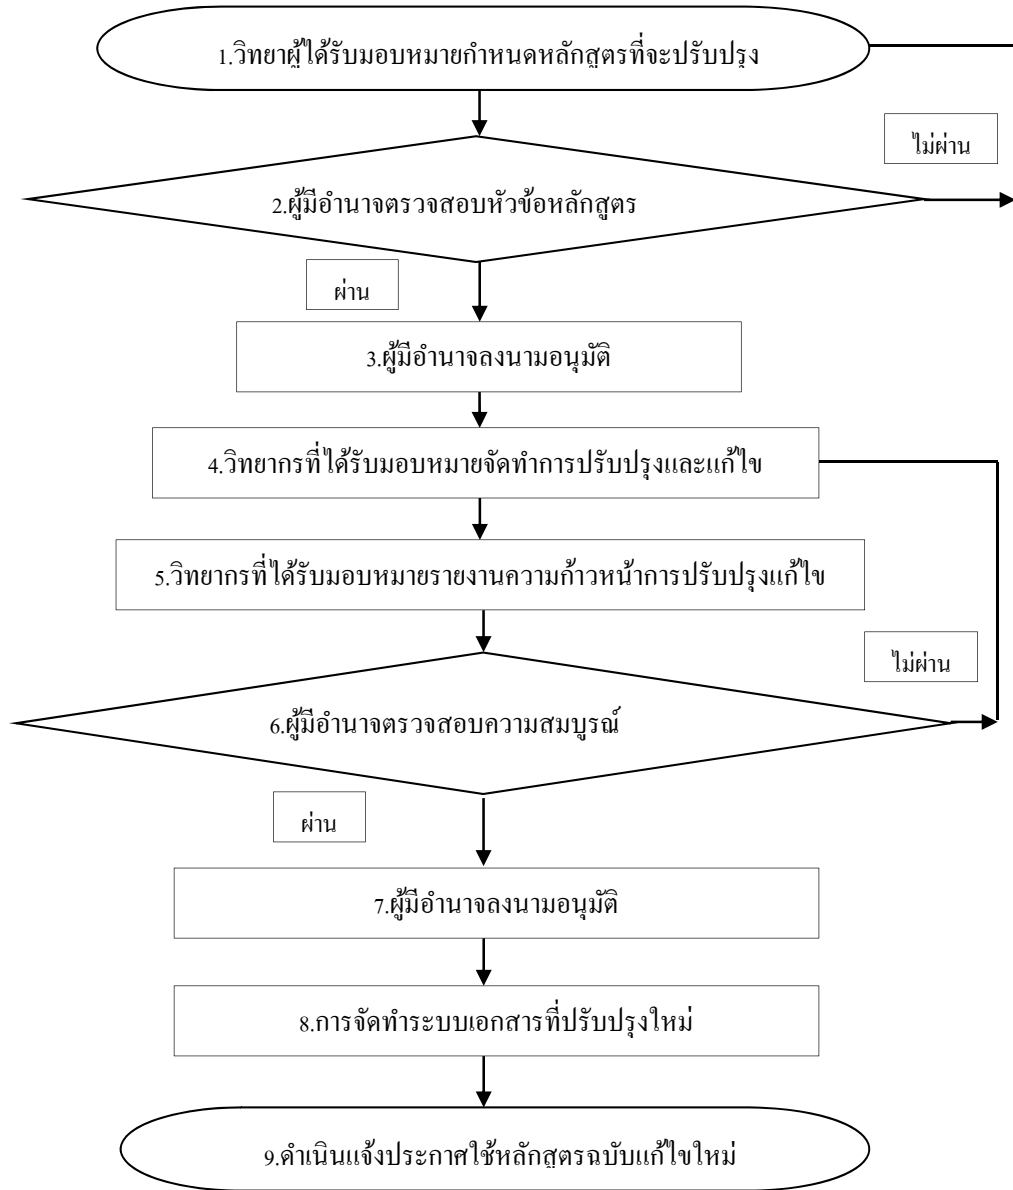 1.วิทยาผู้ได้รับมอบหมายกำหนดหลักสูตรที่จะปรับปรุง
ไม่ผ่าน
2.ผู้มีอำนาจตรวจสอบหัวข้อหลักสูตร
ผ่าน
3.ผู้มีอำนาจลงนามอนุมัติ
4.วิทยากรที่ได้รับมอบหมายจัดทำการปรับปรุงและแก้ไข
5.วิทยากรที่ได้รับมอบหมายรายงานความก้าวหน้าการปรับปรุงแก้ไข
ไม่ผ่าน
6.ผู้มีอำนาจตรวจสอบความสมบูรณ์
ผ่าน
7.ผู้มีอำนาจลงนามอนุมัติ
8.การจัดทำระบบเอกสารที่ปรับปรุงใหม่
9.ดำเนินแจ้งประกาศใช้หลักสูตรฉบับแก้ไขใหม่